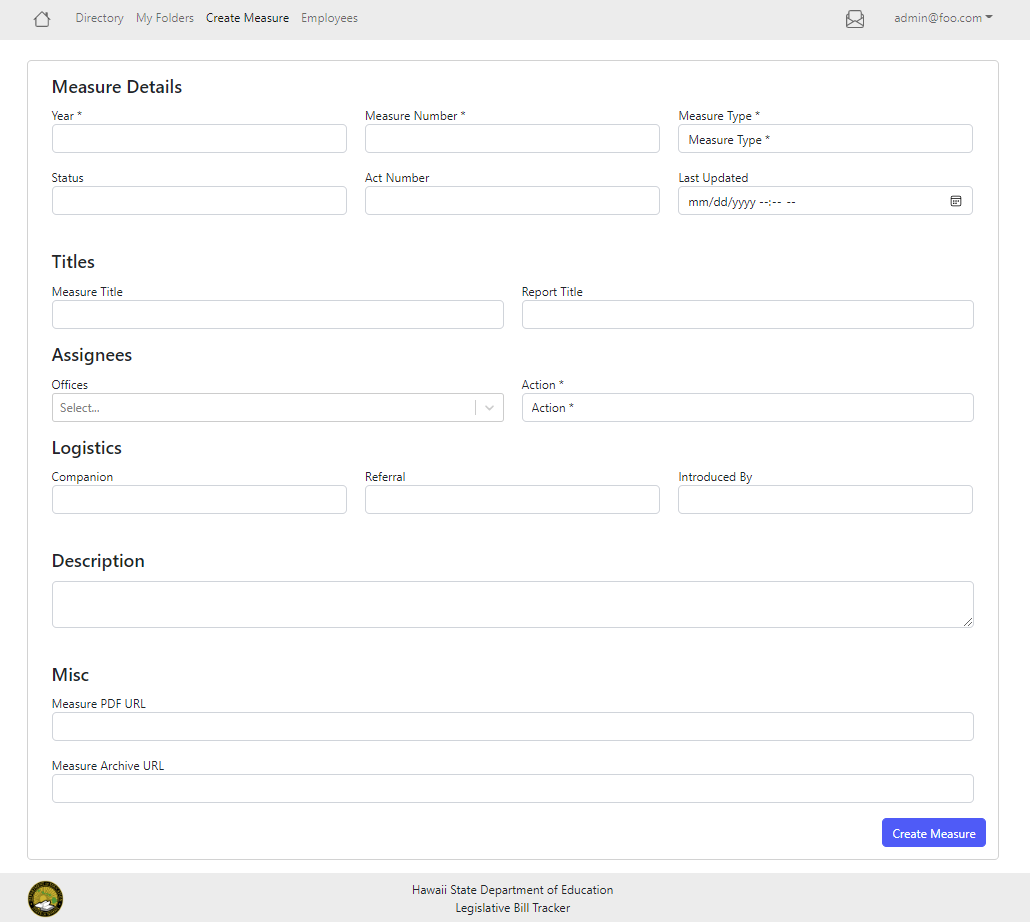 Directory My Folders Create Measure Employees admin@foo.com
Measure Details
Year * Measure Number * Measure Type *
Measure Type *
Status Act Number Last Updated
mm/dd/yyyy --:-- --
Titles
Measure Title Report Title
Assignees
Offices Action *
Select... Action *
Logistics
Companion Referral Introduced By
Description
Misc
Measure PDF URL
Measure Archive URL
Create Measure
Hawaii State Department of Education
Legislative Bill Tracker